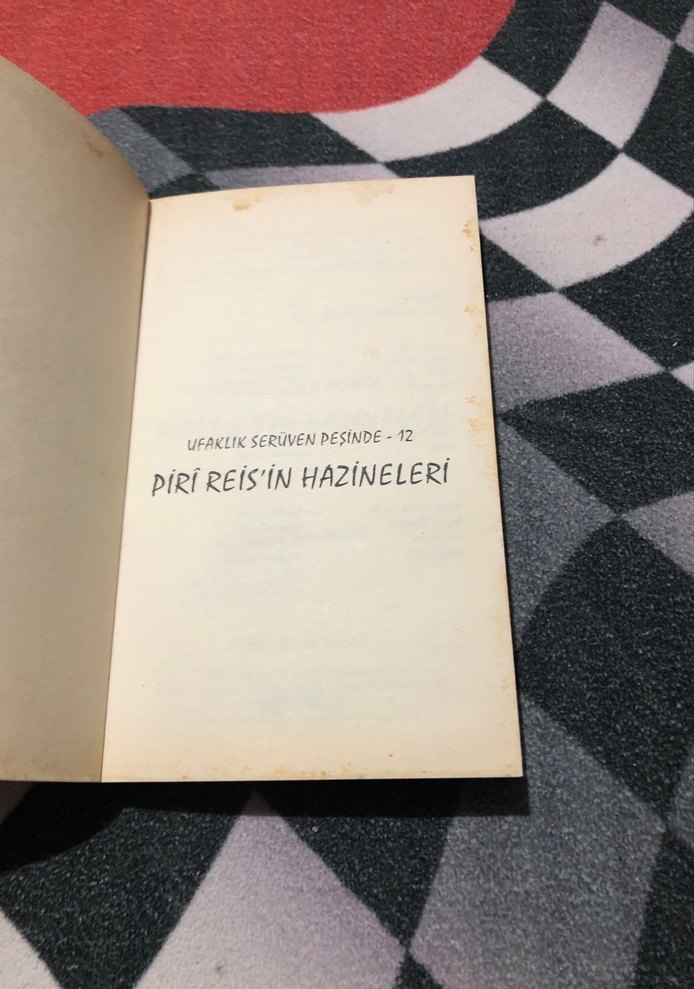 UFAKLIK SERÜVEN PEŞİNDE - 12
PİRÎ REİS'İN HAZİNELERİ